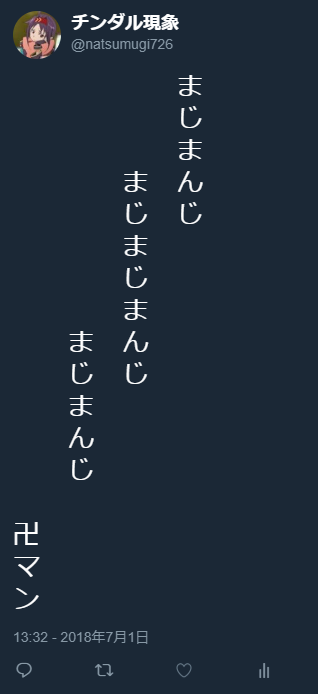 チンダル現象
@natsumugi726
まじまんじ
まじまじまんじ
まじまんじ
卍マン
13:32 - 2018年7月1日